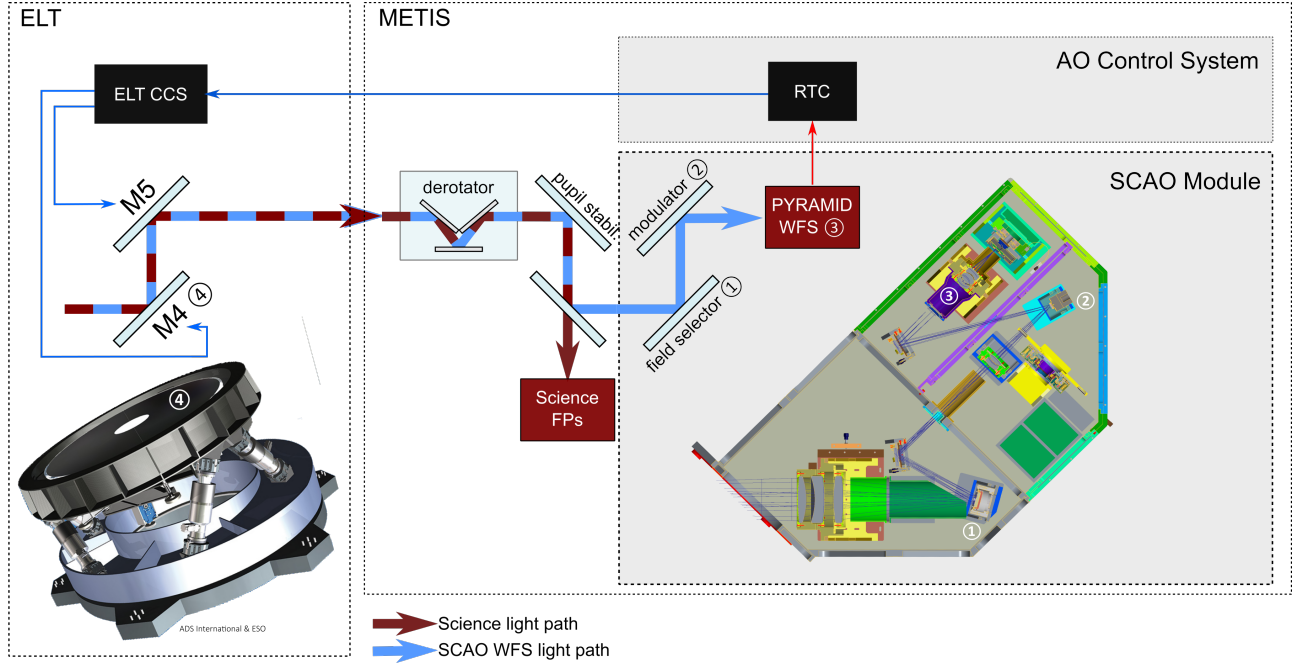 ELT
METIS
AO Control System
ELT CCS
RTC
SCAO Module
M5
derotator
pupil stabil.
modulator ②
PYRAMID
WFS ③
M4 ④
field selector ①
Science
FPs
③
②
①
④
ADS International & ESO
Science light path
SCAO WFS light path